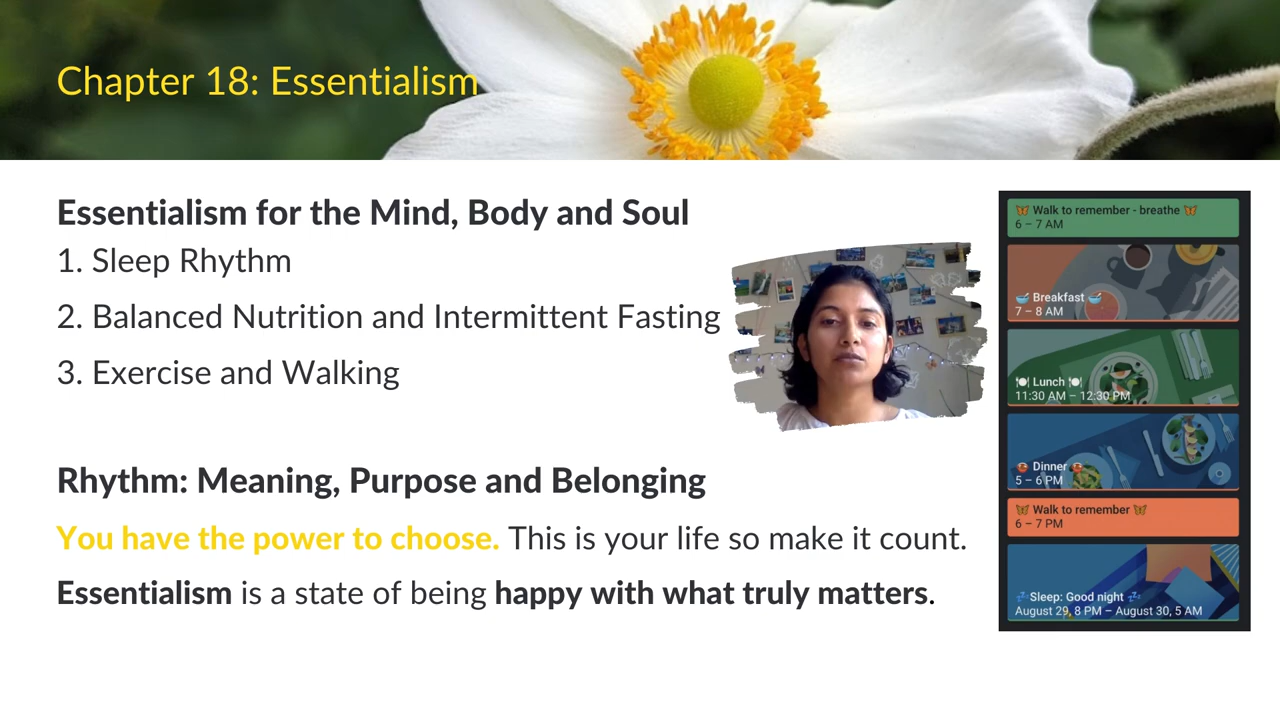 Chapter 18: Essentialism
Essentialism for the Mind, Body and Soul
1. Sleep Rhythm
2. Balanced Nutrition and Intermittent Fasting
3. Exercise and Walking
Rhythm: Meaning, Purpose and Belonging
You have the power to choose. This is your life so make it count.
Essentialism is a state of being happy with what truly matters.
🦋 Walk to remember - breathe 🦋
6 – 7 AM
🥣 Breakfast 🥣
7 – 8 AM
🍽 Lunch 🍽
11:30 AM – 12:30 PM
Dinner
5 – 6 PM
🦋 Walk to remember 🦋
6 – 7 PM
💤Sleep: Good night 💤
August 29, 8 PM – August 30, 5 AM